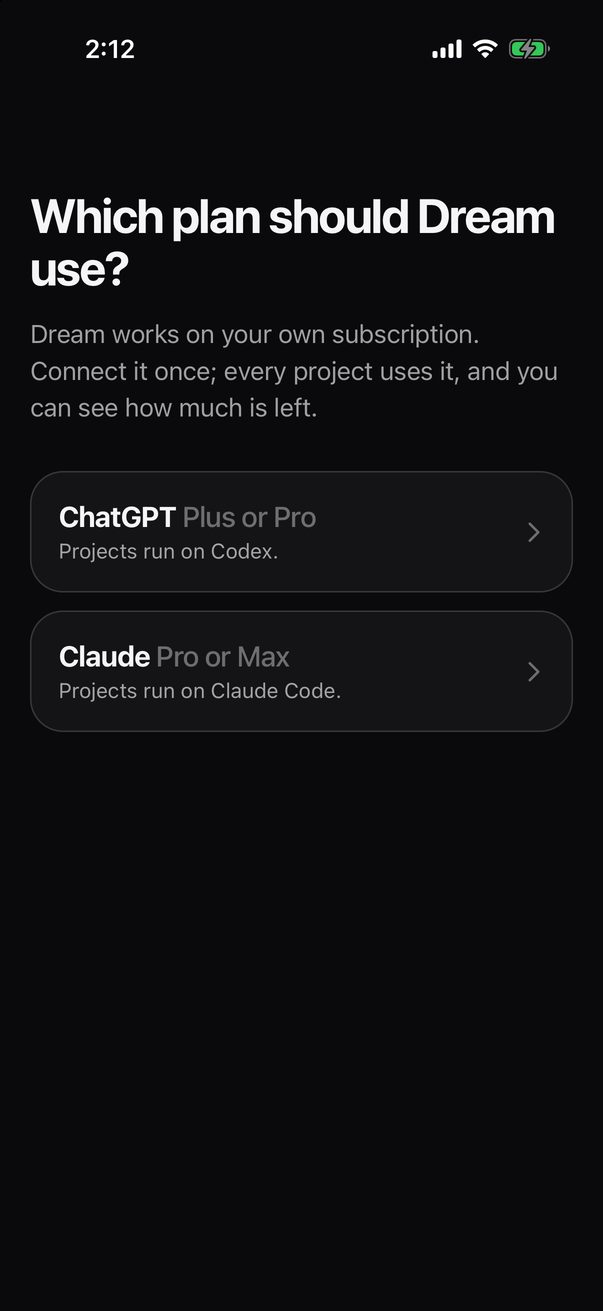 2:12
Which plan should Dream
use?
Dream works on your own subscription.
Connect it once; every project uses it, and you
can see how much is left.
ChatGPT Plus or Pro
Projects run on Codex.
Claude Pro or Max
Projects run on Claude Code.